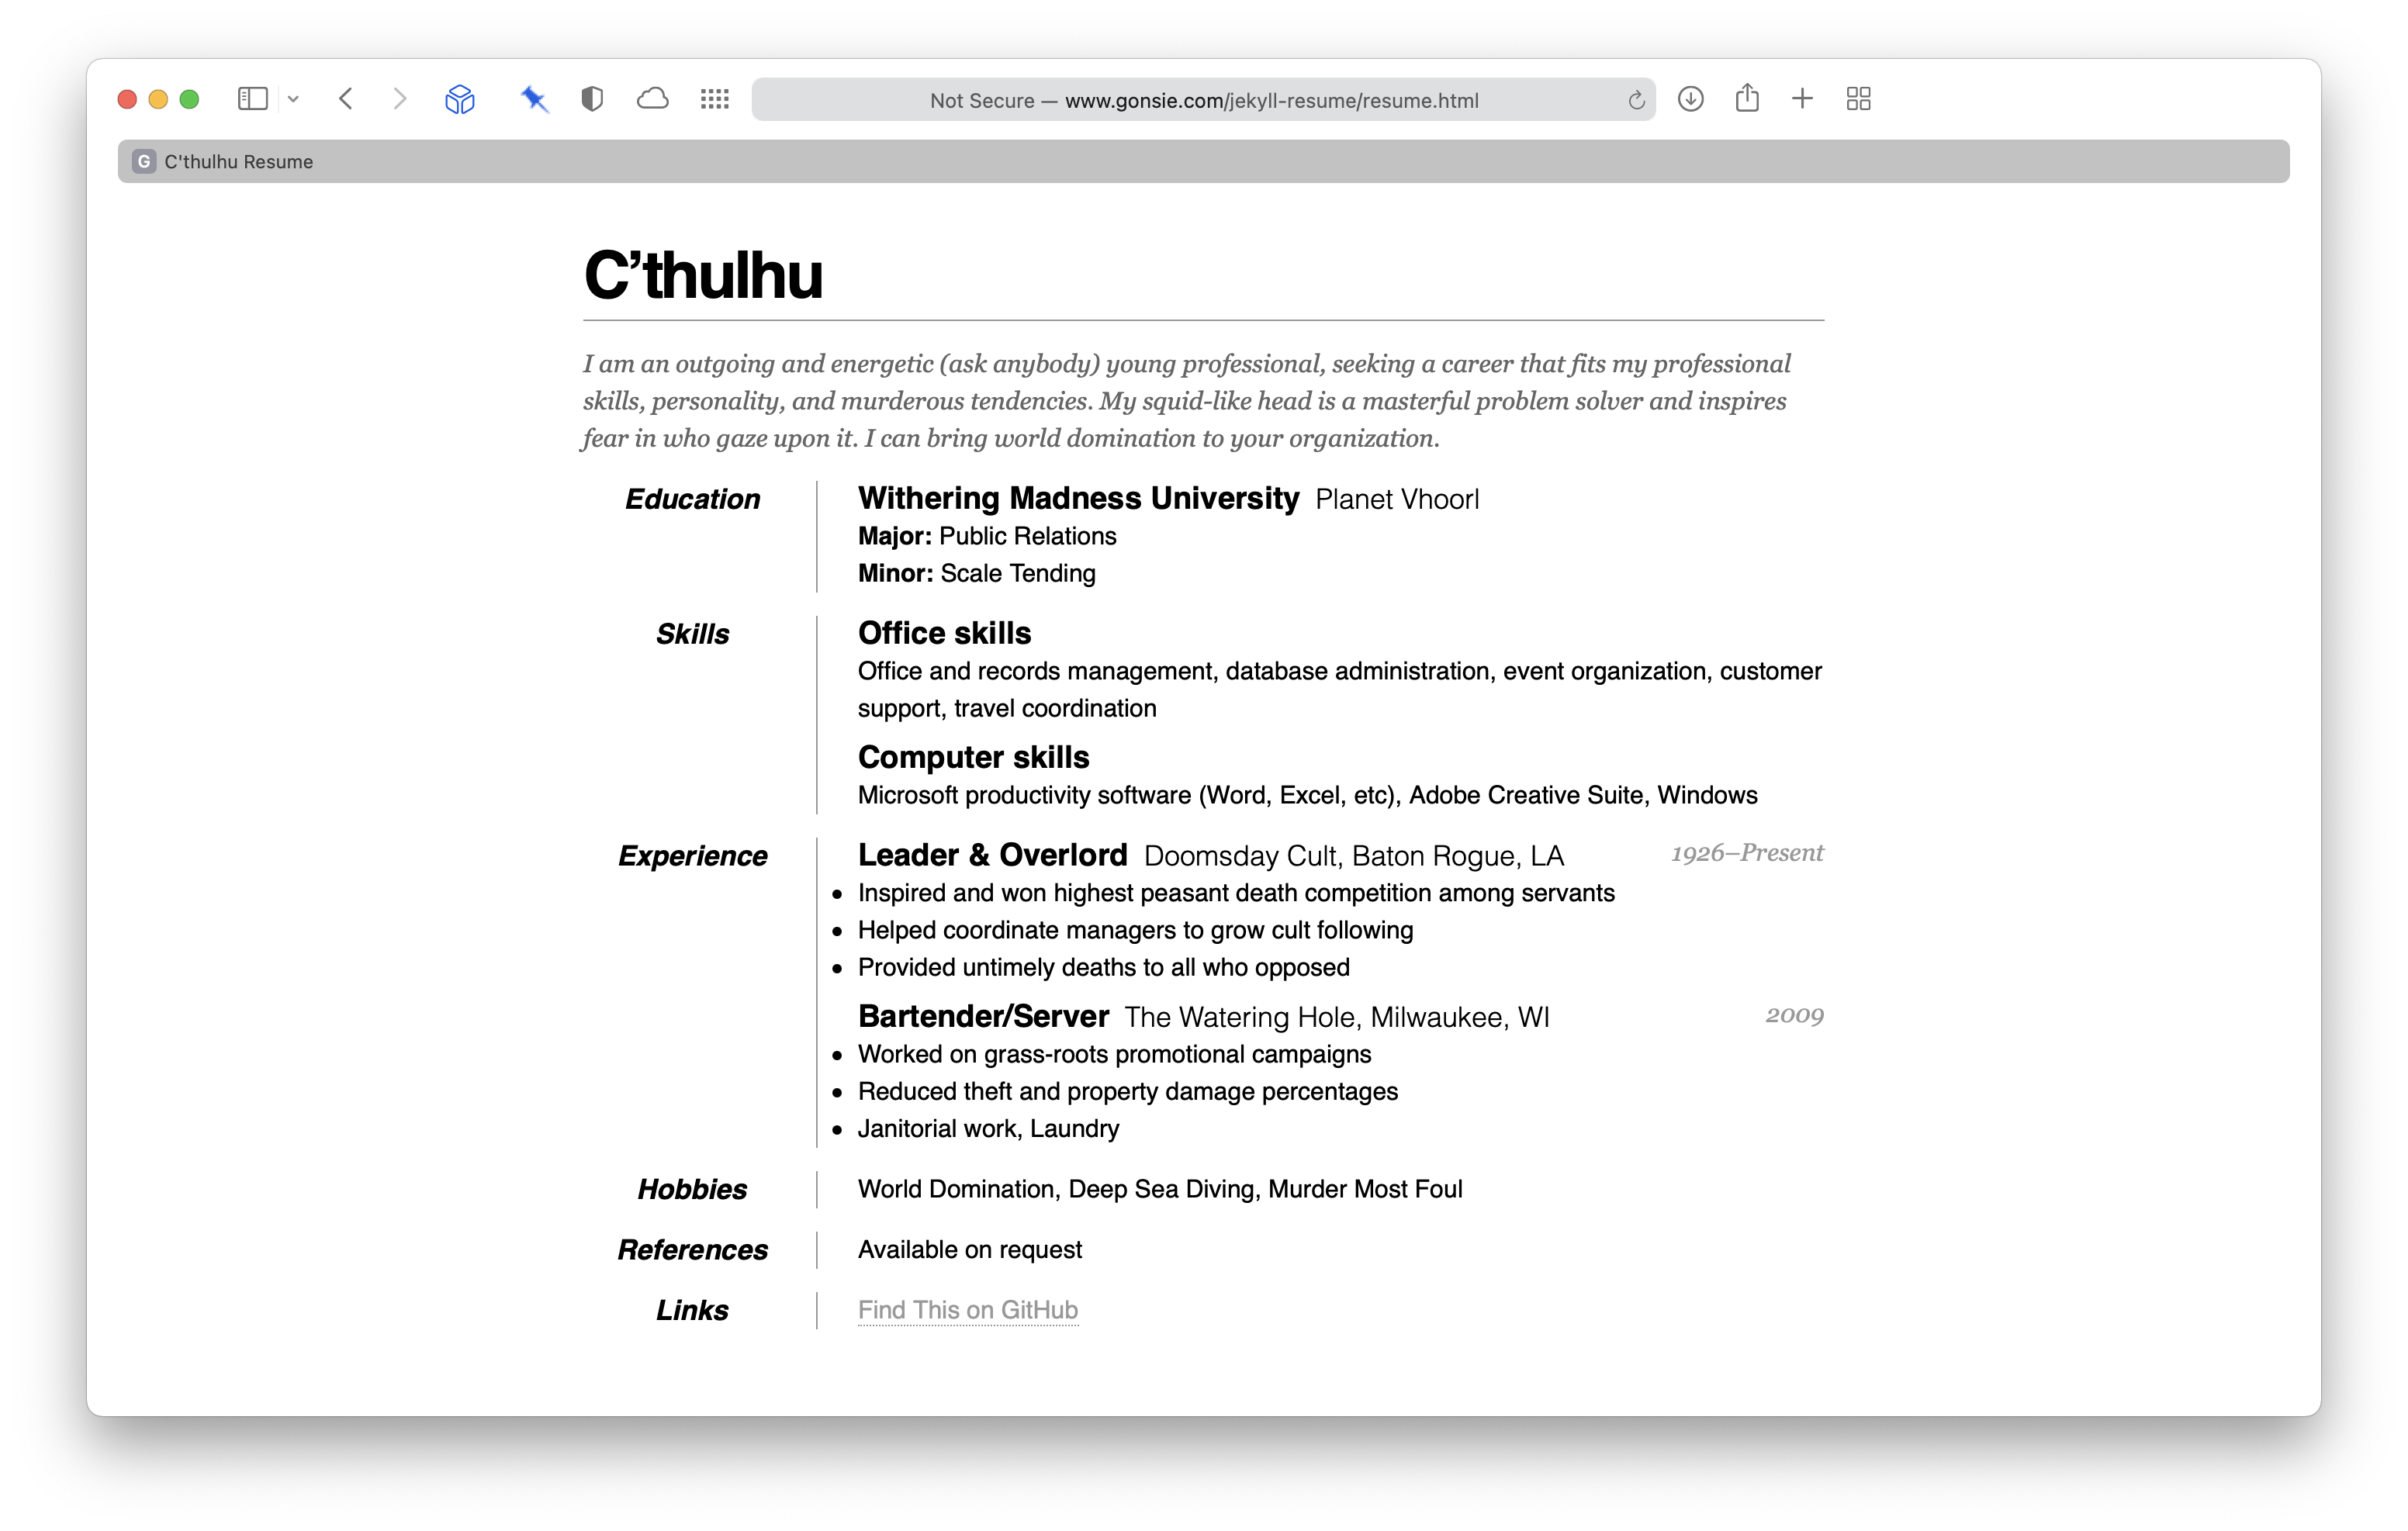 Not Secure — www.gonsie.com/jekyll-resume/resume.html
G C'thulhu Resume
C’thulhu
I am an outgoing and energetic (ask anybody) young professional, seeking a career that fits my professional
skills, personality, and murderous tendencies. My squid-like head is a masterful problem solver and inspires
fear in who gaze upon it. I can bring world domination to your organization.
Education
Withering Madness University Planet Vhoorl
Major: Public Relations
Minor: Scale Tending
Skills
Office skills
Office and records management, database administration, event organization, customer
support, travel coordination
Computer skills
Microsoft productivity software (Word, Excel, etc), Adobe Creative Suite, Windows
Experience
Leader & Overlord Doomsday Cult, Baton Rogue, LA 1926–Present
Inspired and won highest peasant death competition among servants
Helped coordinate managers to grow cult following
Provided untimely deaths to all who opposed
Bartender/Server The Watering Hole, Milwaukee, WI 2009
Worked on grass-roots promotional campaigns
Reduced theft and property damage percentages
Janitorial work, Laundry
Hobbies
World Domination, Deep Sea Diving, Murder Most Foul
References
Available on request
Links
Find This on GitHub